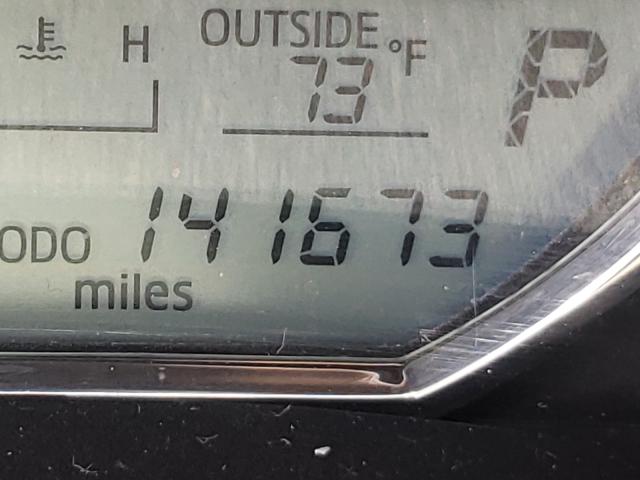 H OUTSIDE 73 °F P
ODO 141673
miles